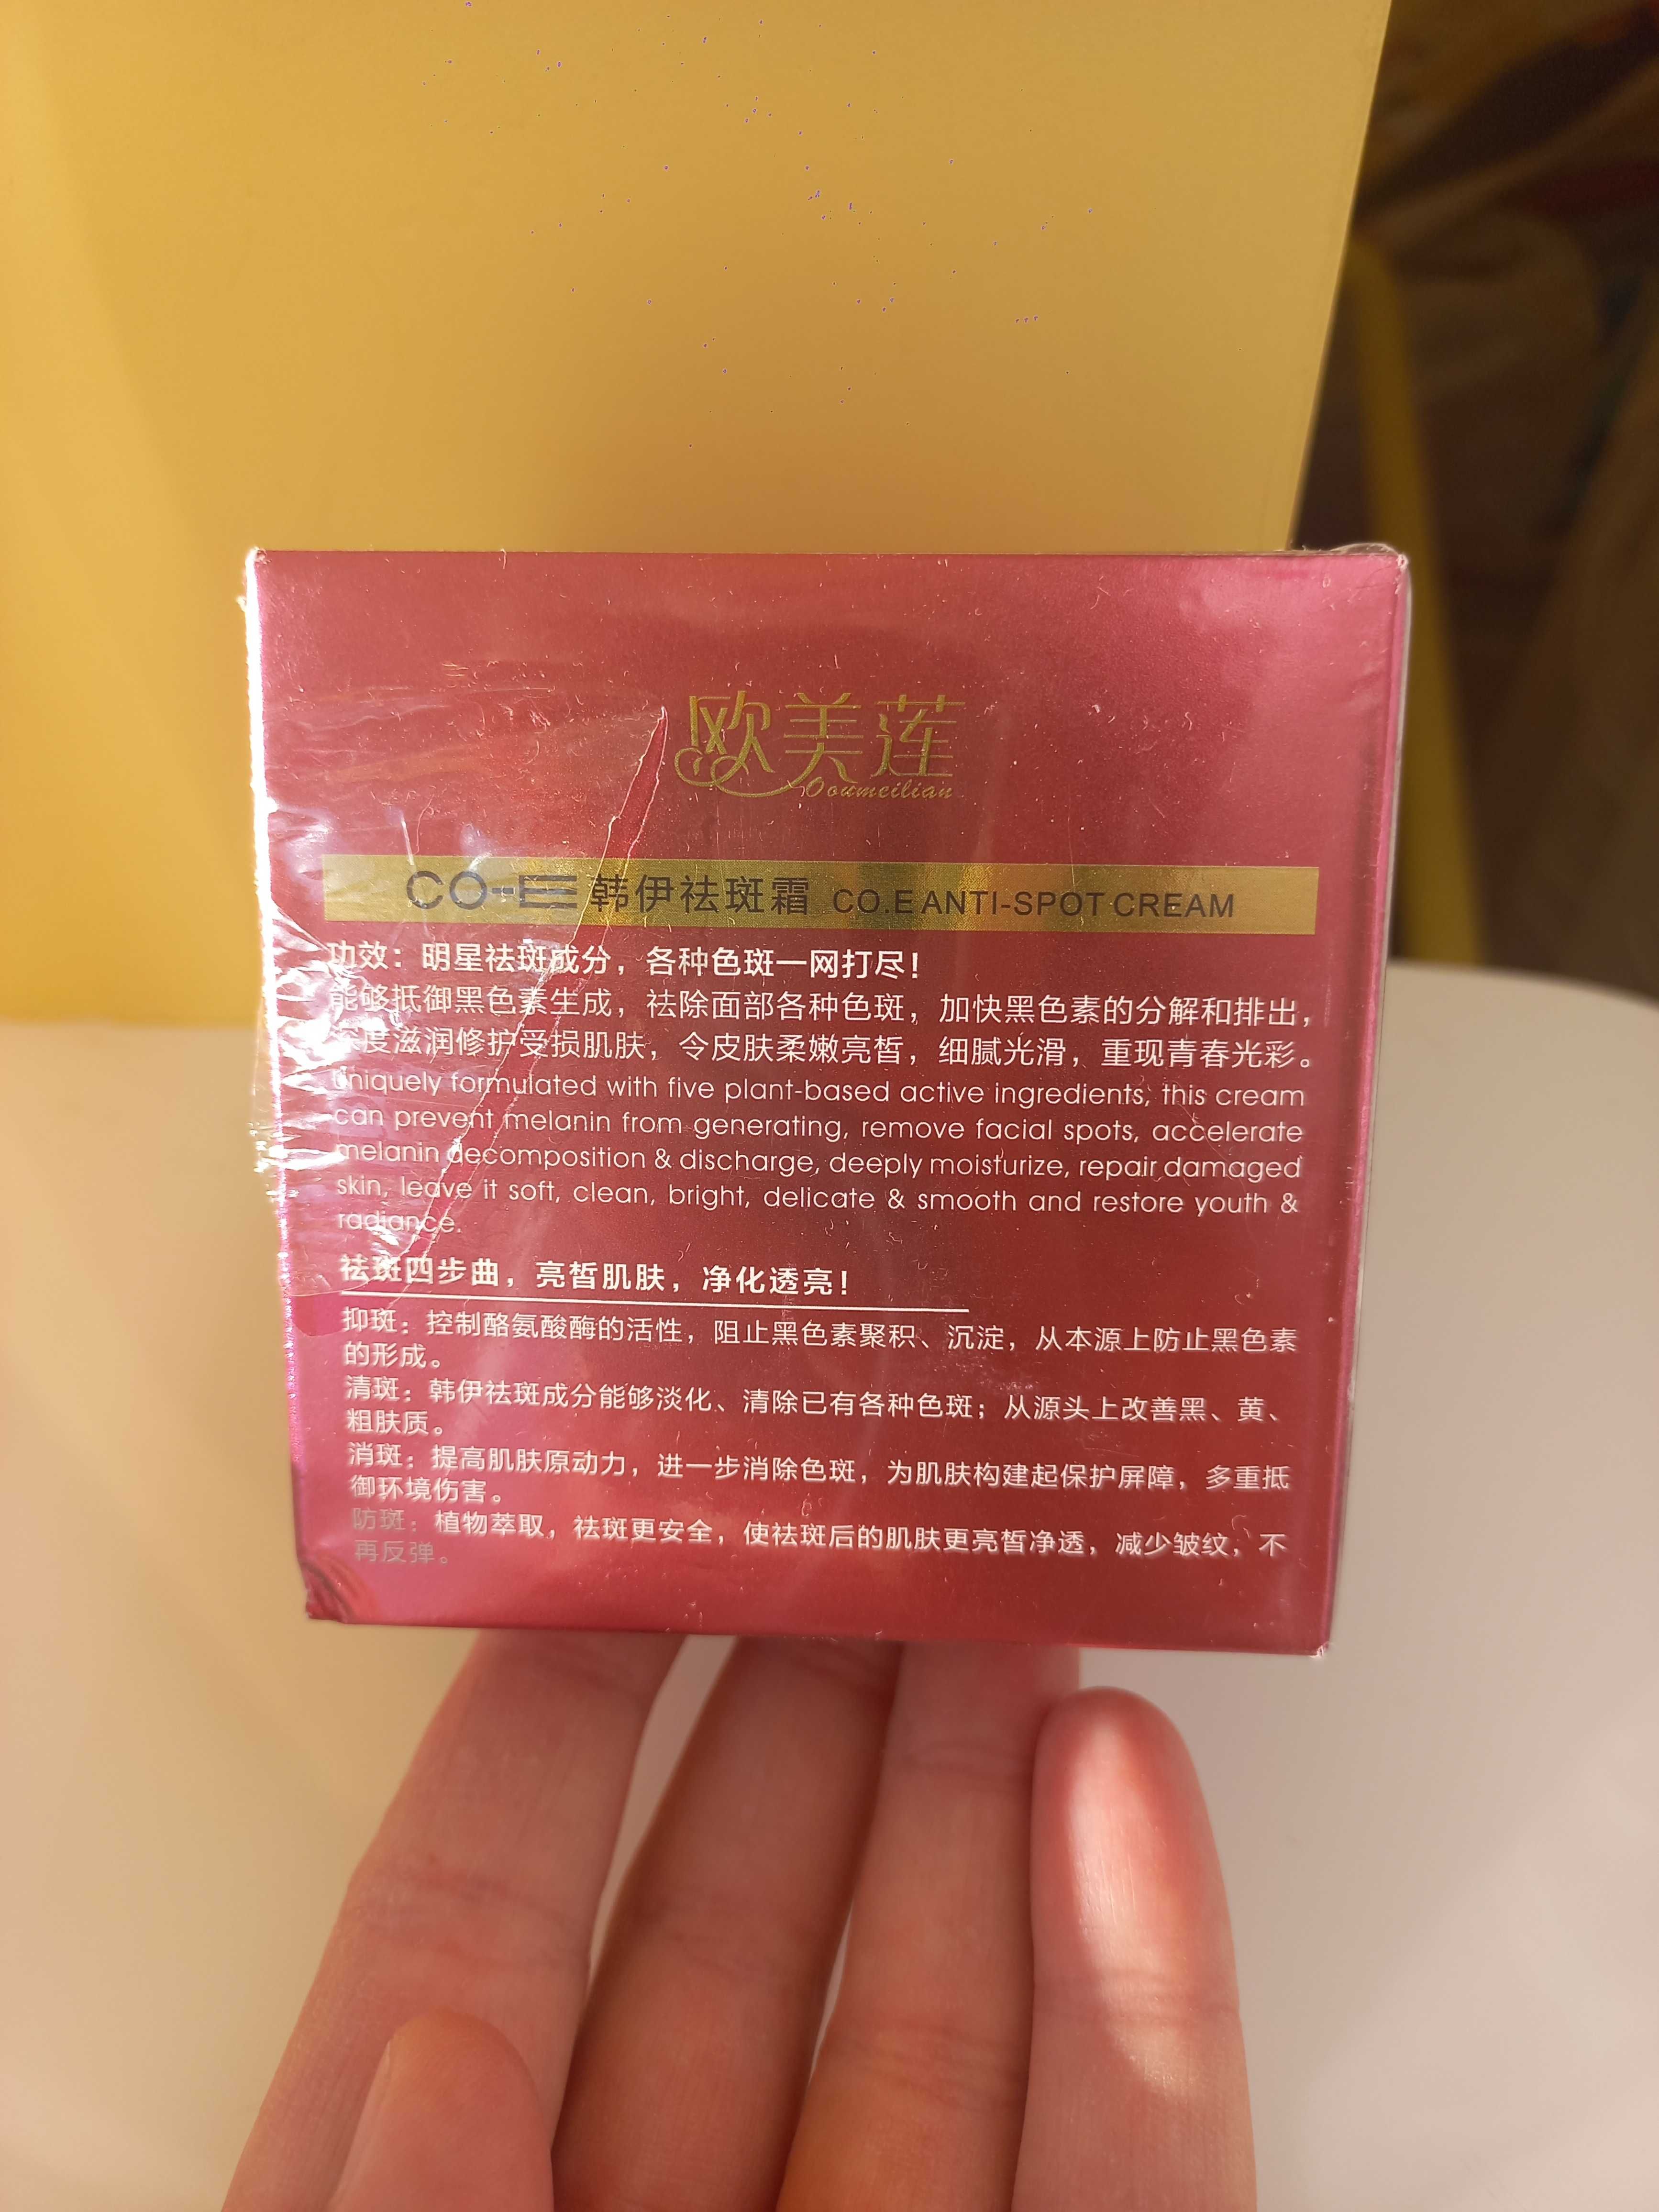 欧美莲
Ooumeilian
CO-E 韩伊祛斑霜 CO.E ANTI-SPOT CREAM
功效：明星祛斑成分，各种色斑一网打尽！
能够抵御黑色素生成，祛除面部各种色斑，加快黑色素的分解和排出，
深度滋润修护受损肌肤，令皮肤柔嫩亮皙，细腻光滑，重现青春光彩。
Uniquely formulated with five plant-based active ingredients, this cream
can prevent melanin from generating, remove facial spots, accelerate
melanin decomposition & discharge, deeply moisturize, repair damaged
skin, leave it soft, clean, bright, delicate & smooth and restore youth &
radiance.
祛斑四步曲，亮皙肌肤，净化透亮！
抑斑：控制酪氨酸酶的活性，阻止黑色素聚积、沉淀，从本源上防止黑色素
的形成。
清斑：韩伊祛斑成分能够淡化、清除已有各种色斑；从源头上改善黑、黄、
粗肤质。
消斑：提高肌肤原动力，进一步消除色斑，为肌肤构建起保护屏障，多重抵
御环境伤害。
防斑：植物萃取，祛斑更安全，使祛斑后的肌肤更亮皙净透，减少皱纹，不
再反弹。